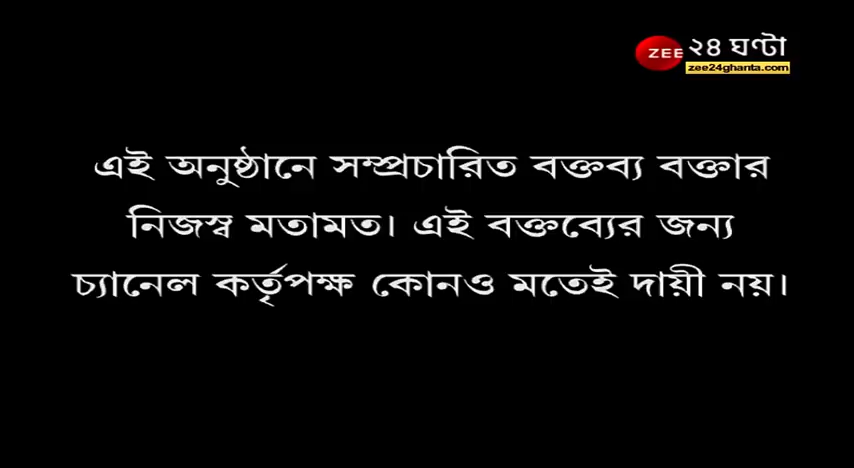 ZEE ২৪ ঘণ্টা
zee24ghanta.com
এই অনুষ্ঠানে সম্প্রচারিত বক্তব্য বক্তার
নিজস্ব মতামত। এই বক্তব্যের জন্য
চ্যানেল কর্তৃপক্ষ কোনও মতেই দায়ী নয়।